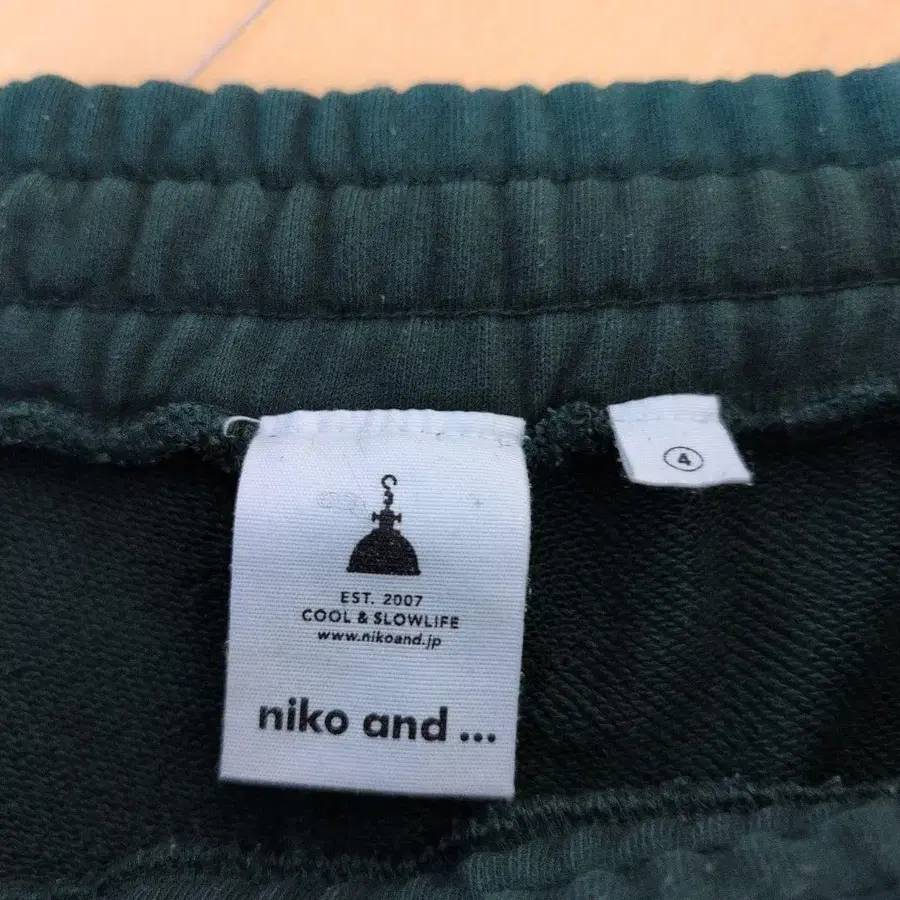 EST. 2007
COOL & SLOWLIFE
www.nikoand.jp
niko and ...
4